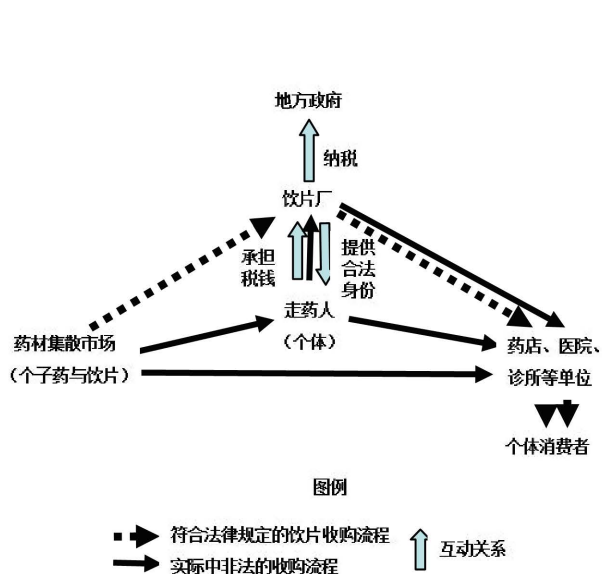 地方政府
纳税
饮片厂
承担
税钱
提供
合法
身份
走药人
（个体）
药材集散市场
（个子药与饮片）
药店、医院、
诊所等单位
个体消费者
图例
符合法律规定的饮片收购流程
实际中非法的收购流程
互动关系